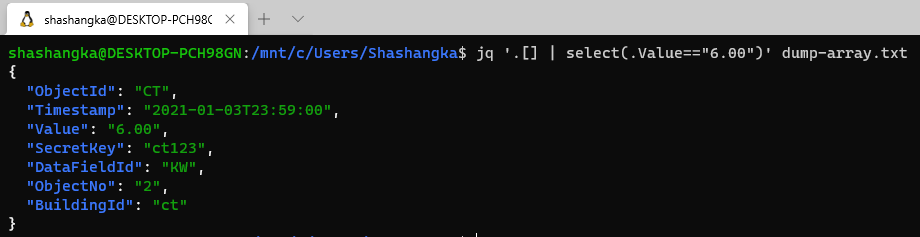 shashangka@DESKTOP-PCH98G
shashangka@DESKTOP-PCH98GN:/mnt/c/Users/Shashangka$ jq '.[] | select(.Value=="6.00")' dump-array.txt
{
  "ObjectId": "CT",
  "Timestamp": "2021-01-03T23:59:00",
  "Value": "6.00",
  "SecretKey": "ct123",
  "DataFieldId": "KW",
  "ObjectNo": "2",
  "BuildingId": "ct"
}